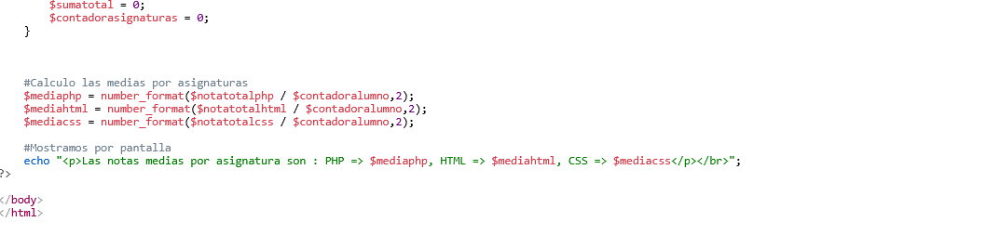 $sumatotal = 0;
$contadorasignaturas = 0;
}
#Calculo las medias por asignaturas
$mediaphp = number_format($notatotalphp / $contadoralumno,2);
$mediahtml = number_format($notatotalhtml / $contadoralumno,2);
$mediacss = number_format($notatotalcss / $contadoralumno,2);
#Mostramos por pantalla
echo "<p>Las notas medias por asignatura son : PHP => $mediaphp, HTML => $mediahtml, CSS => $mediacss</p></br>";
?>
</body>
</html>